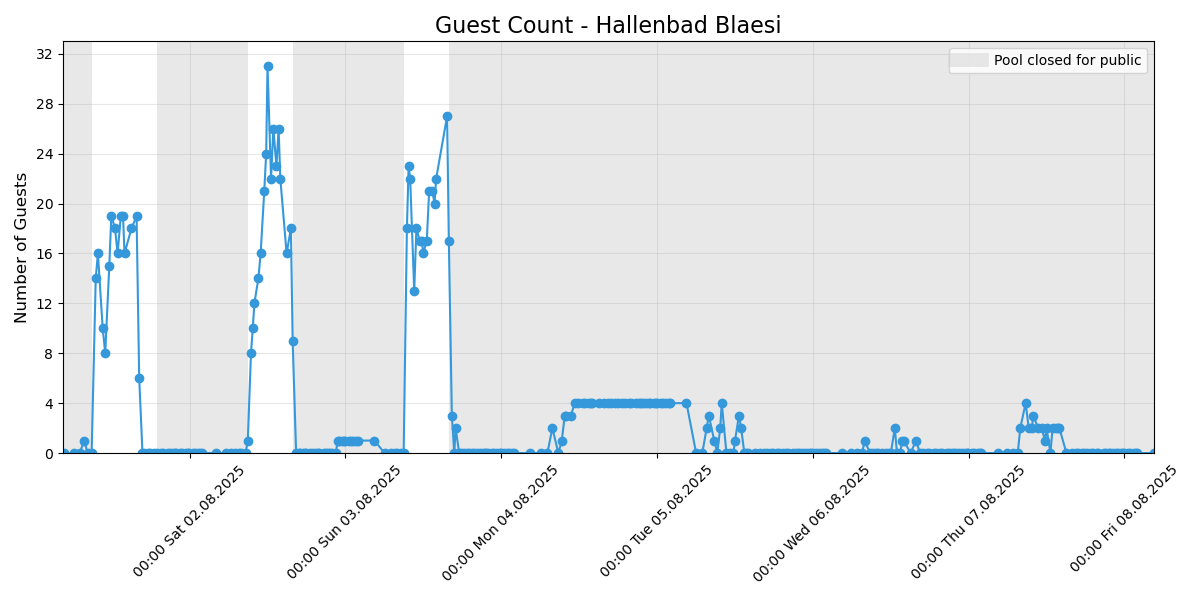 Guest Count - Hallenbad Blaesi
Pool closed for public
Number of Guests
32
28
24
20
16
12
8
4
0
00:00 Sat 02.08.2025
00:00 Sun 03.08.2025
00:00 Mon 04.08.2025
00:00 Tue 05.08.2025
00:00 Wed 06.08.2025
00:00 Thu 07.08.2025
00:00 Fri 08.08.2025